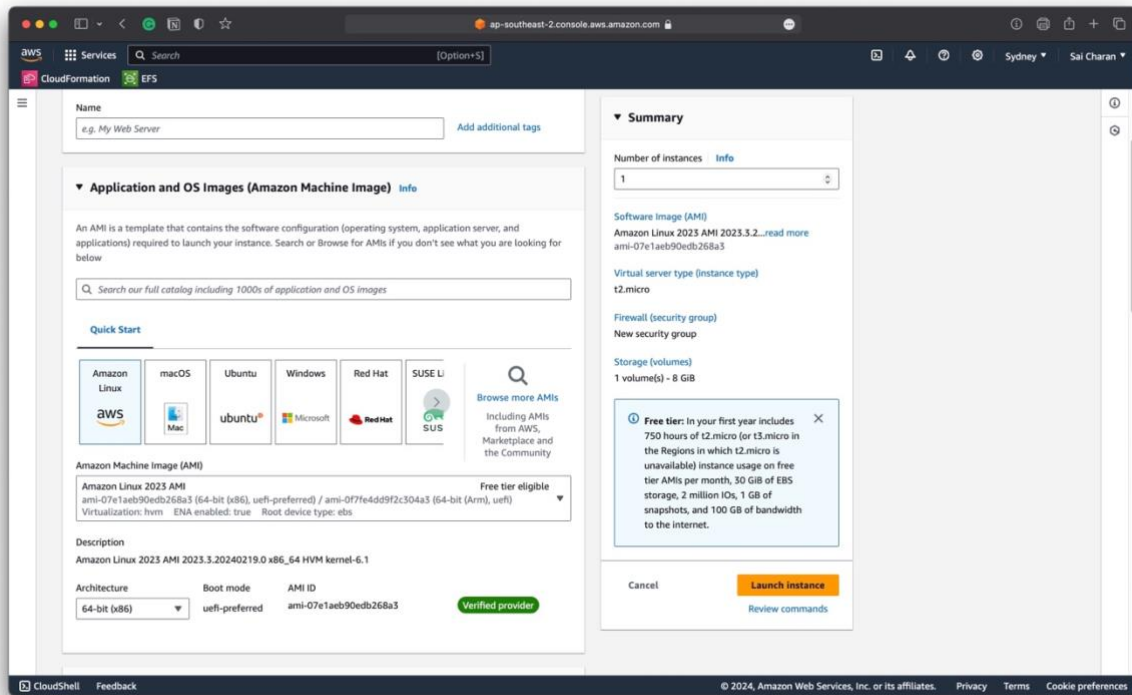 ap-southeast-2.console.aws.amazon.com
aws
Services
Search
[Option+S]
Sydney
Sai Charan
CloudFormation
EFS
Name
e.g. My Web Server
Add additional tags
Application and OS Images (Amazon Machine Image) Info
An AMI is a template that contains the software configuration (operating system, application server, and
applications) required to launch your instance. Search or Browse for AMIs if you don't see what you are looking for
below
Search our full catalog including 1000s of application and OS images
Quick Start
Amazon
Linux
aws
macOS
Mac
Ubuntu
ubuntu
Windows
Microsoft
Red Hat
Red Hat
SUSE Li
SUS
Browse more AMIs
Including AMIs
from AWS,
Marketplace and
the Community
Amazon Machine Image (AMI)
Amazon Linux 2023 AMI
Free tier eligible
ami-07e1aeb90edb268a3 (64-bit (x86), uefi-preferred) / ami-0f7fe4dd9f2c304a3 (64-bit (Arm), uefi)
Virtualization: hvm ENA enabled: true Root device type: ebs
Description
Amazon Linux 2023 AMI 2023.3.20240219.0 x86_64 HVM kernel-6.1
Architecture
Boot mode
AMI ID
64-bit (x86)
uefi-preferred
ami-07e1aeb90edb268a3
Verified provider
Summary
Number of instances Info
1
Software Image (AMI)
Amazon Linux 2023 AMI 2023.3.2...read more
ami-07e1aeb90edb268a3
Virtual server type (instance type)
t2.micro
Firewall (security group)
New security group
Storage (volumes)
1 volume(s) - 8 GiB
Free tier: In your first year includes
750 hours of t2.micro (or t3.micro in
the Regions in which t2.micro is
unavailable) instance usage on free
tier AMIs per month, 30 GiB of EBS
storage, 2 million IOs, 1 GB of
snapshots, and 100 GB of bandwidth
to the internet.
Cancel
Launch instance
Review commands
CloudShell
Feedback
© 2024, Amazon Web Services, Inc. or its affiliates.
Privacy
Terms
Cookie preferences